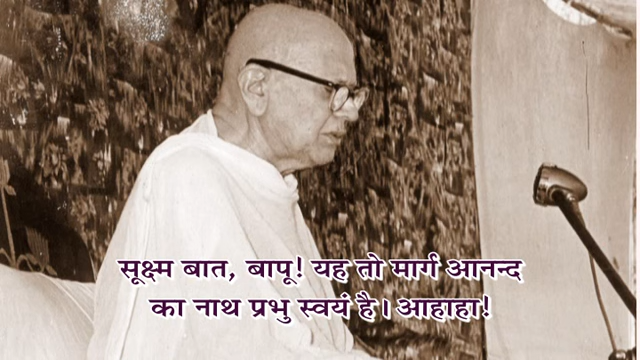 सूक्ष्म बात, बापू! यह तो मार्ग आनन्द
का नाथ प्रभु स्वयं है। आहाहा!